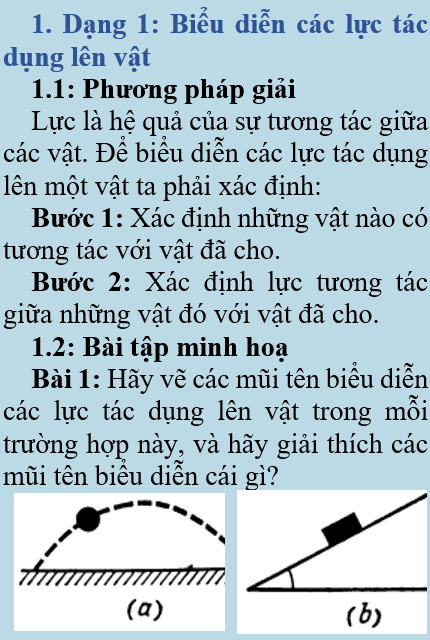 1. Dạng 1: Biểu diễn các lực tác
dụng lên vật
1.1: Phương pháp giải
Lực là hệ quả của sự tương tác giữa
các vật. Để biểu diễn các lực tác dụng
lên một vật ta phải xác định:
Bước 1: Xác định những vật nào có
tương tác với vật đã cho.
Bước 2: Xác định lực tương tác
giữa những vật đó với vật đã cho.
1.2: Bài tập minh hoạ
Bài 1: Hãy vẽ các mũi tên biểu diễn
các lực tác dụng lên vật trong mỗi
trường hợp này, và hãy giải thích các
mũi tên biểu diễn cái gì?
(a)
(b)